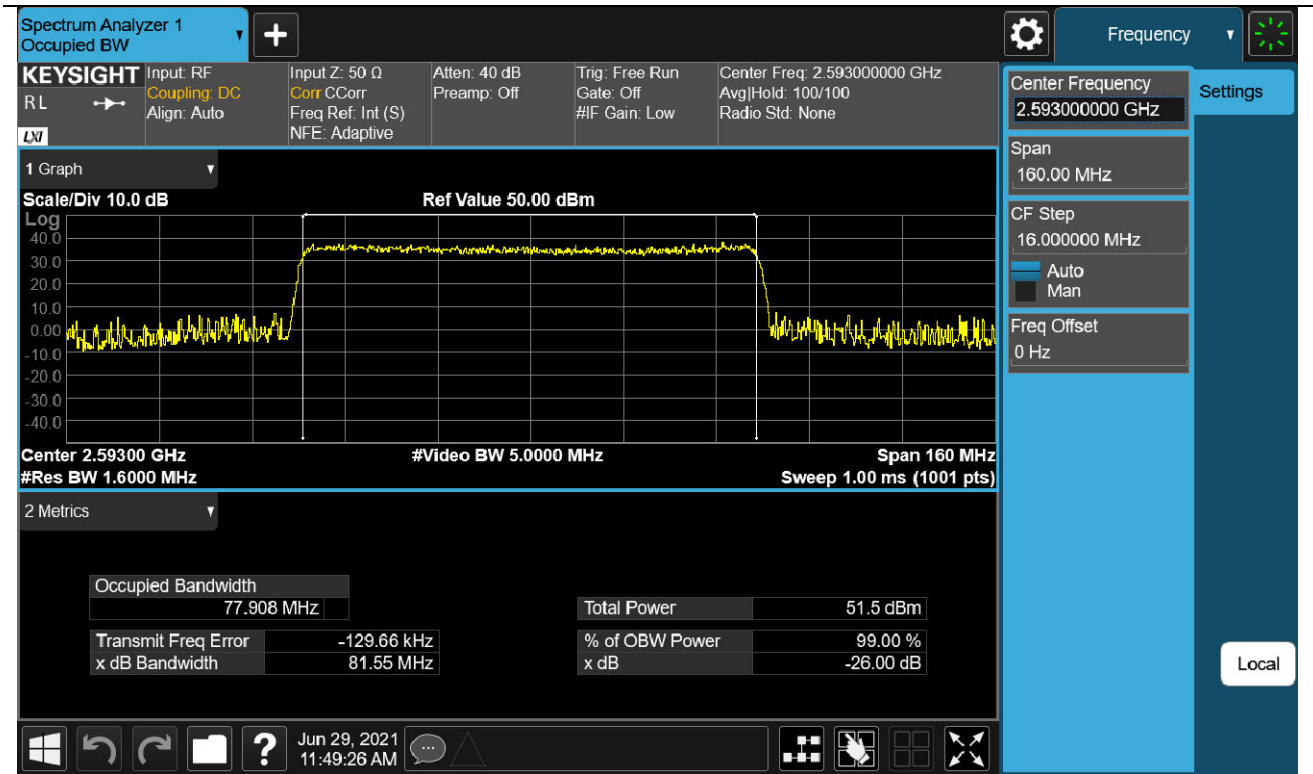 Spectrum Analyzer 1
Occupied BW
+
Frequency
KEYSIGHT
RL
LXI
Input: RF
Coupling: DC
Align: Auto
Input Z: 50 Ω
Corr CCorr
Freq Ref: Int (S)
NFE: Adaptive
Atten: 40 dB
Preamp: Off
Trig: Free Run
Gate: Off
#IF Gain: Low
Center Freq: 2.593000000 GHz
Avg|Hold: 100/100
Radio Std: None
Center Frequency
2.593000000 GHz
Settings
Span
160.00 MHz
CF Step
16.000000 MHz
Auto
Man
Freq Offset
0 Hz
1 Graph
Scale/Div 10.0 dB
Ref Value 50.00 dBm
Log
40.0
30.0
20.0
10.0
0.00
-10.0
-20.0
-30.0
-40.0
Center 2.59300 GHz
#Video BW 5.0000 MHz
Span 160 MHz
#Res BW 1.6000 MHz
Sweep 1.00 ms (1001 pts)
2 Metrics
Occupied Bandwidth
77.908 MHz
Total Power 51.5 dBm
Transmit Freq Error -129.66 kHz
% of OBW Power 99.00 %
x dB Bandwidth 81.55 MHz
x dB -26.00 dB
Local
?
Jun 29, 2021
11:49:26 AM